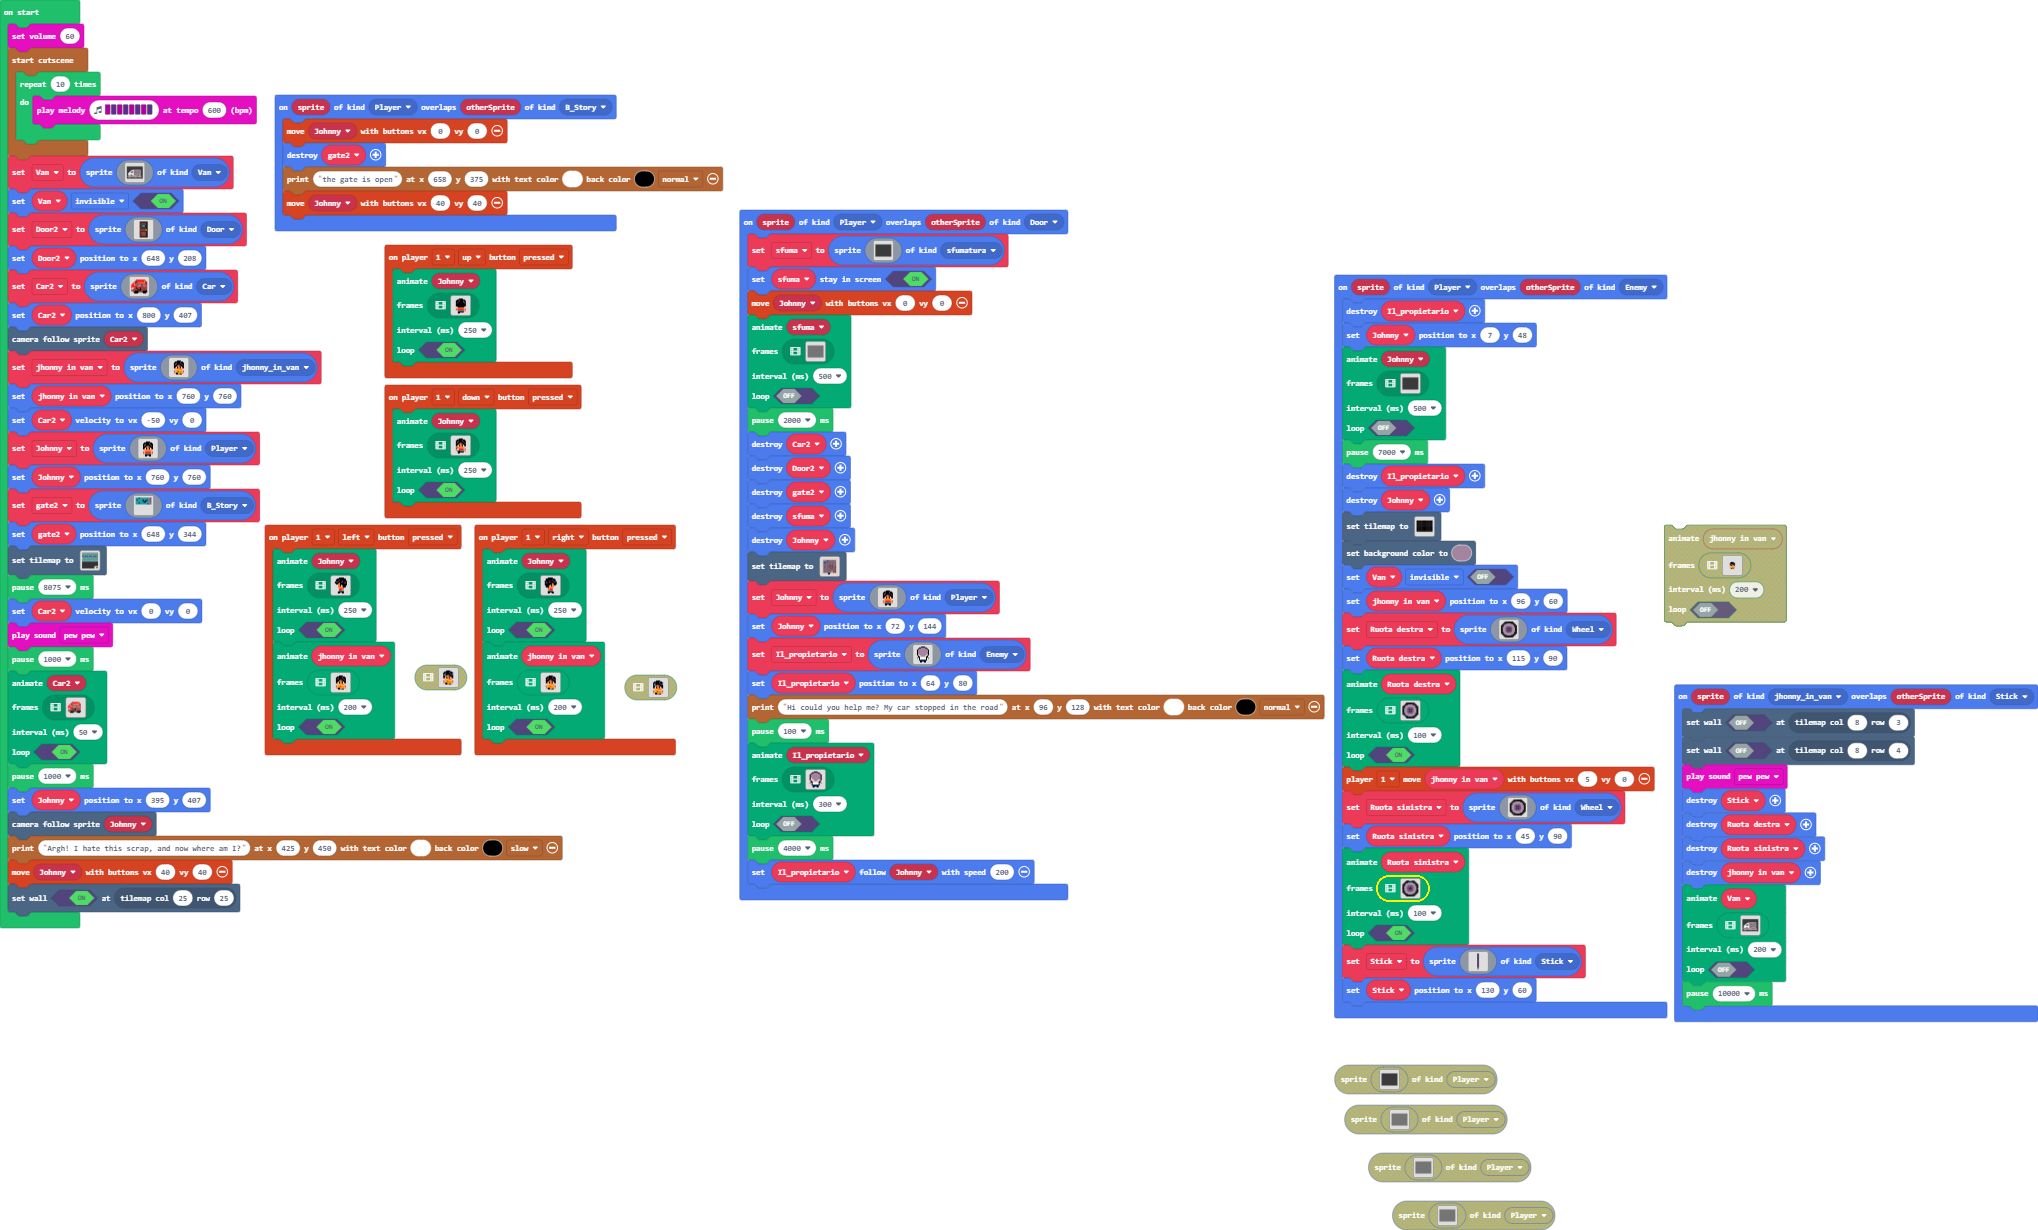 on start
set volume 60
start cutscene
repeat 10 times
do
play melody at tempo 600 (bpm)
set Van to sprite of kind Van
set Van invisible ON
set Door2 to sprite of kind Door
set Door2 position to x 648 y 208
set Car2 to sprite of kind Car
set Car2 position to x 800 y 407
camera follow sprite Car2
set jhonny in van to sprite of kind jhonny_in_van
set jhonny in van position to x 760 y 760
set Car2 velocity to vx -50 vy 0
set Johnny to sprite of kind Player
set Johnny position to x 760 y 760
set gate2 to sprite of kind B_Story
set gate2 position to x 648 y 344
set tilemap to
pause 8075 ms
set Car2 velocity to vx 0 vy 0
play sound pew pew
pause 1000 ms
animate Car2
frames
interval (ms) 50
loop ON
pause 1000 ms
set Johnny position to x 395 y 407
camera follow sprite Johnny
print "Argh! I hate this scrap, and now where am I?" at x 425 y 450 with text color back color slow
move Johnny with buttons vx 40 vy 40
set wall ON at tilemap col 25 row 25
on sprite of kind Player overlaps otherSprite of kind B_Story
move Johnny with buttons vx 0 vy 0
destroy gate2
print "the gate is open" at x 658 y 375 with text color back color normal
move Johnny with buttons vx 40 vy 40
on player 1 up button pressed
animate Johnny
frames
interval (ms) 250
loop ON
on player 1 down button pressed
animate Johnny
frames
interval (ms) 250
loop ON
on player 1 left button pressed
animate Johnny
frames
interval (ms) 250
loop ON
animate jhonny in van
frames
interval (ms) 200
loop ON
on player 1 right button pressed
animate Johnny
frames
interval (ms) 250
loop ON
animate jhonny in van
frames
interval (ms) 200
loop ON
on sprite of kind Player overlaps otherSprite of kind Door
set sfuma to sprite of kind sfumatura
set sfuma stay in screen ON
move Johnny with buttons vx 0 vy 0
animate sfuma
frames
interval (ms) 500
loop OFF
pause 2000 ms
destroy Car2
destroy Door2
destroy gate2
destroy sfuma
destroy Johnny
set tilemap to
set Johnny to sprite of kind Player
set Johnny position to x 72 y 144
set Il_propietario to sprite of kind Enemy
set Il_propietario position to x 64 y 80
print "Hi could you help me? My car stopped in the road" at x 96 y 128 with text color back color normal
pause 100 ms
animate Il_propietario
frames
interval (ms) 300
loop OFF
pause 4000 ms
set Il_propietario follow Johnny with speed 200
on sprite of kind Player overlaps otherSprite of kind Enemy
destroy Il_propietario
set Johnny position to x 7 y 48
animate Johnny
frames
interval (ms) 500
loop OFF
pause 7000 ms
destroy Il_propietario
destroy Johnny
set tilemap to
set background color to
set Van invisible OFF
set jhonny in van position to x 96 y 60
set Ruota destra to sprite of kind Wheel
set Ruota destra position to x 115 y 90
animate Ruota destra
frames
interval (ms) 100
loop ON
player 1 move jhonny in van with buttons vx 5 vy 0
set Ruota sinistra to sprite of kind Wheel
set Ruota sinistra position to x 45 y 90
animate Ruota sinistra
frames
interval (ms) 100
loop ON
set Stick to sprite of kind Stick
set Stick position to x 130 y 60
animate jhonny in van
frames
interval (ms) 200
loop OFF
on sprite of kind jhonny_in_van overlaps otherSprite of kind Stick
set wall OFF at tilemap col 8 row 3
set wall OFF at tilemap col 8 row 4
play sound pew pew
destroy Stick
destroy Ruota destra
destroy Ruota sinistra
destroy jhonny in van
animate Van
frames
interval (ms) 200
loop OFF
pause 10000 ms
sprite of kind Player
sprite of kind Player
sprite of kind Player
sprite of kind Player